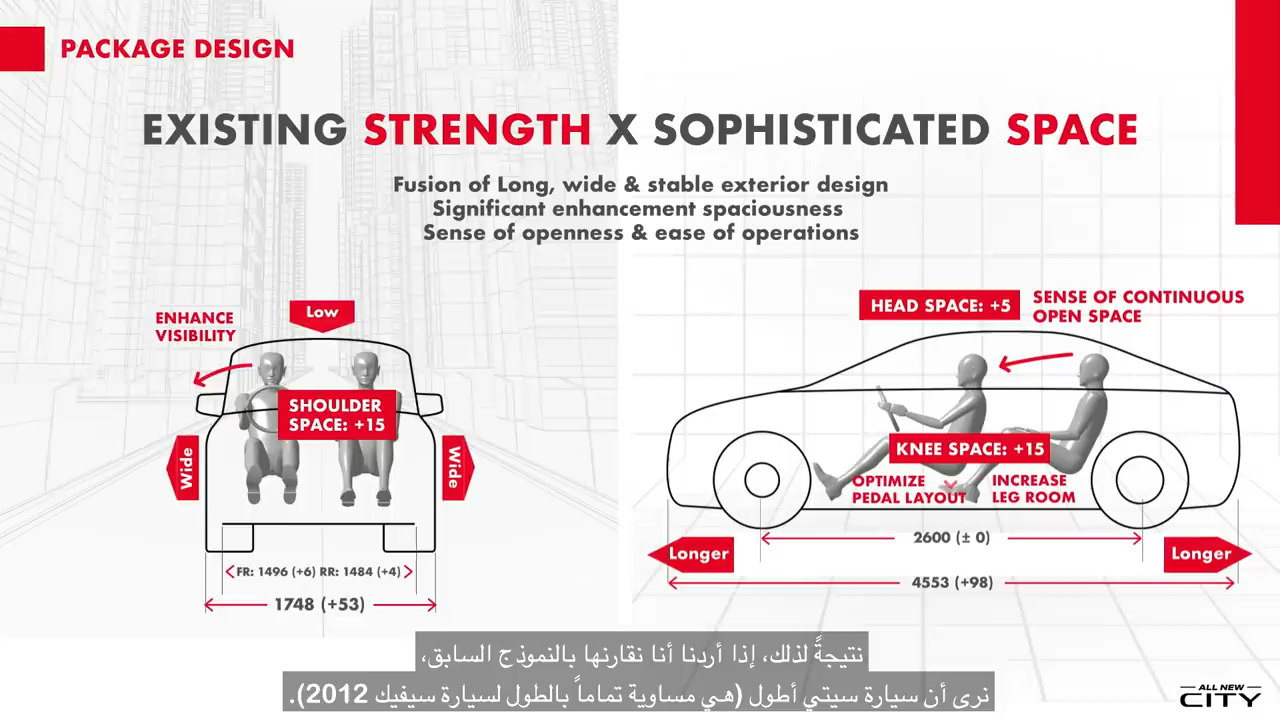 PACKAGE DESIGN
EXISTING STRENGTH X SOPHISTICATED SPACE
Fusion of Long, wide & stable exterior design
Significant enhancement spaciousness
Sense of openness & ease of operations
ENHANCE
VISIBILITY
Low
SHOULDER
SPACE: +15
Wide
Wide
FR: 1496 (+6) RR: 1484 (+4)
1748 (+53)
HEAD SPACE: +5
SENSE OF CONTINUOUS
OPEN SPACE
KNEE SPACE: +15
OPTIMIZE
PEDAL LAYOUT
INCREASE
LEG ROOM
2600 (± 0)
Longer
Longer
4553 (+98)
نتيجةً لذلك، إذا أردنا أنا نقارنها بالنموذج السابق،
نرى أن سيارة سيتي أطول (هي مساوية تماماً بالطول لسيارة سيفيك 2012).
ALL NEW
CITY